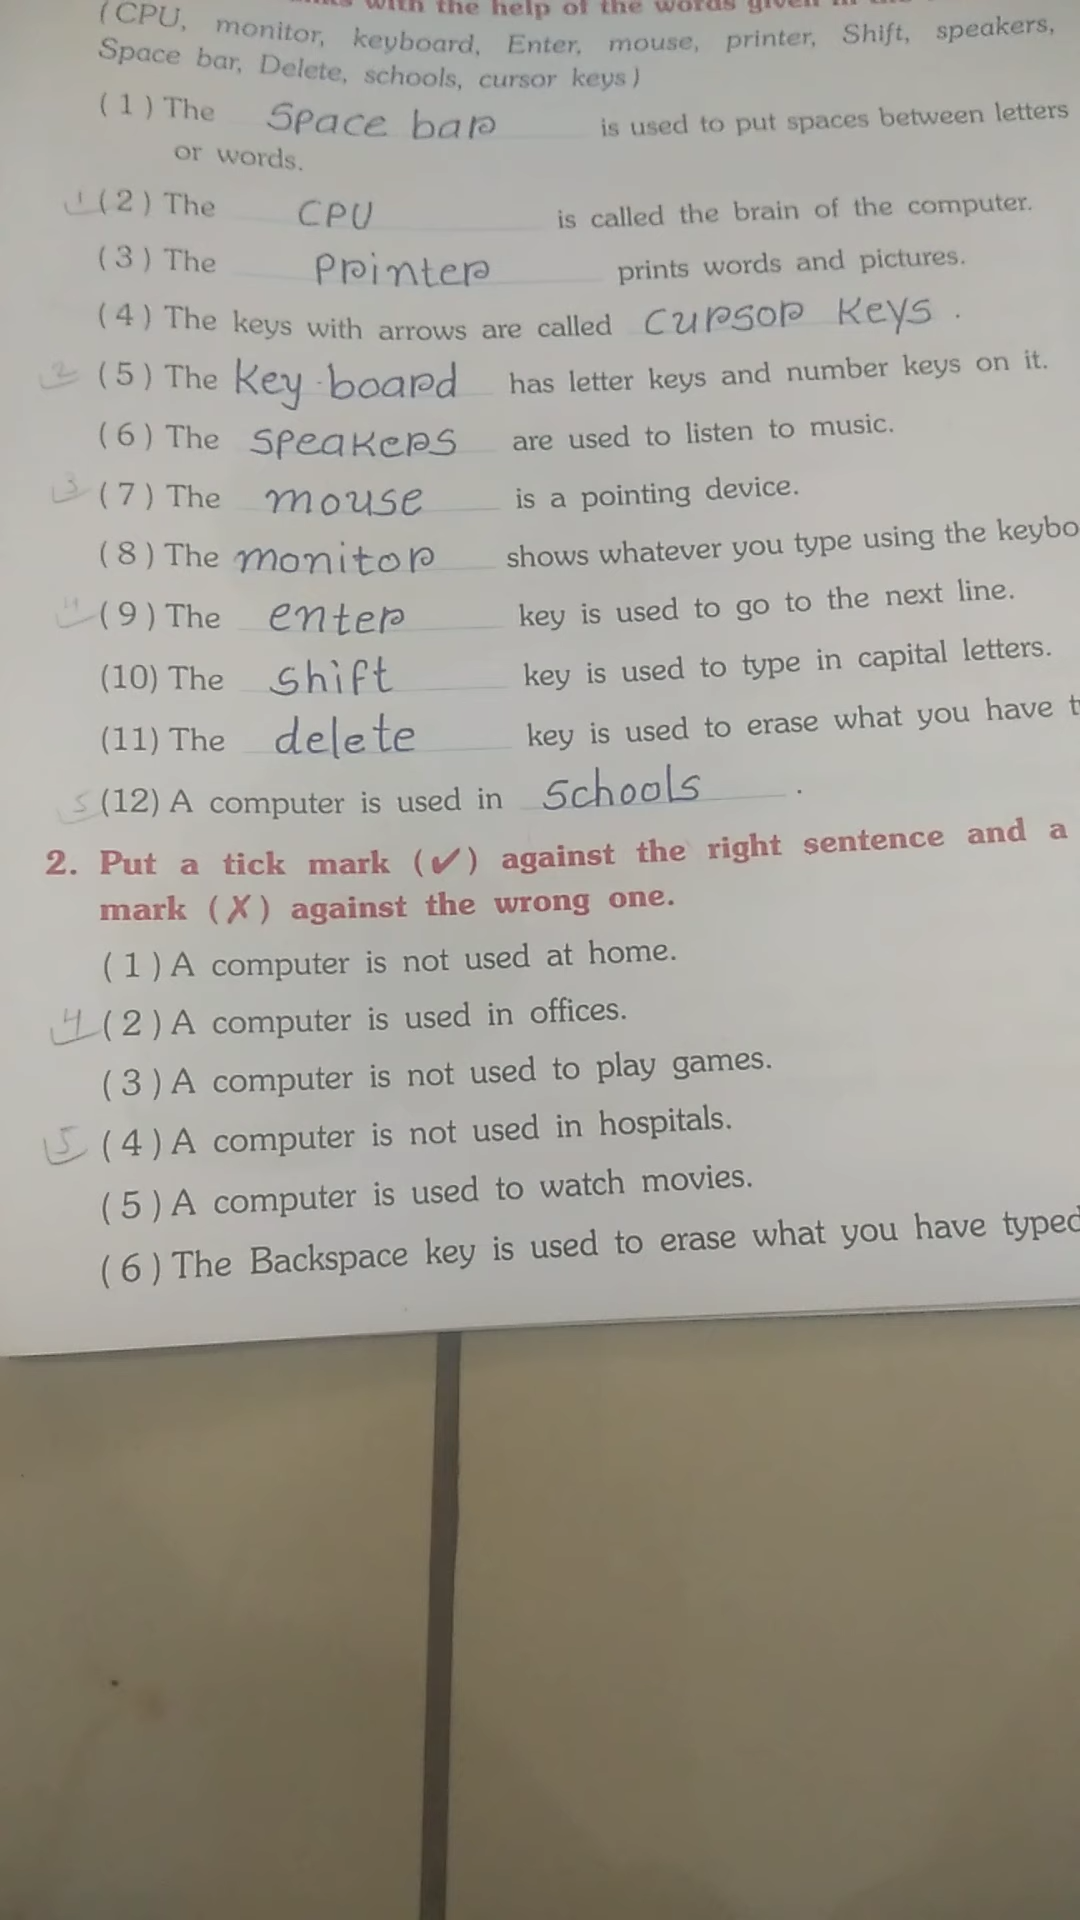 with the help of the words given in
(CPU, monitor, keyboard, Enter, mouse, printer, Shift, speakers,
Space bar, Delete, schools, cursor keys)
(1) The Space bar is used to put spaces between letters
or words.
1 (2) The CPU is called the brain of the computer.
(3) The Printer prints words and pictures.
(4) The keys with arrows are called cursor keys.
2 (5) The key board has letter keys and number keys on it.
(6) The speakers are used to listen to music.
3 (7) The mouse is a pointing device.
(8) The monitor shows whatever you type using the keybo
4 (9) The enter key is used to go to the next line.
(10) The shift key is used to type in capital letters.
(11) The delete key is used to erase what you have t
5 (12) A computer is used in Schools.
2. Put a tick mark (✓) against the right sentence and a
mark (✗) against the wrong one.
(1) A computer is not used at home.
4 (2) A computer is used in offices.
(3) A computer is not used to play games.
5 (4) A computer is not used in hospitals.
(5) A computer is used to watch movies.
(6) The Backspace key is used to erase what you have typed